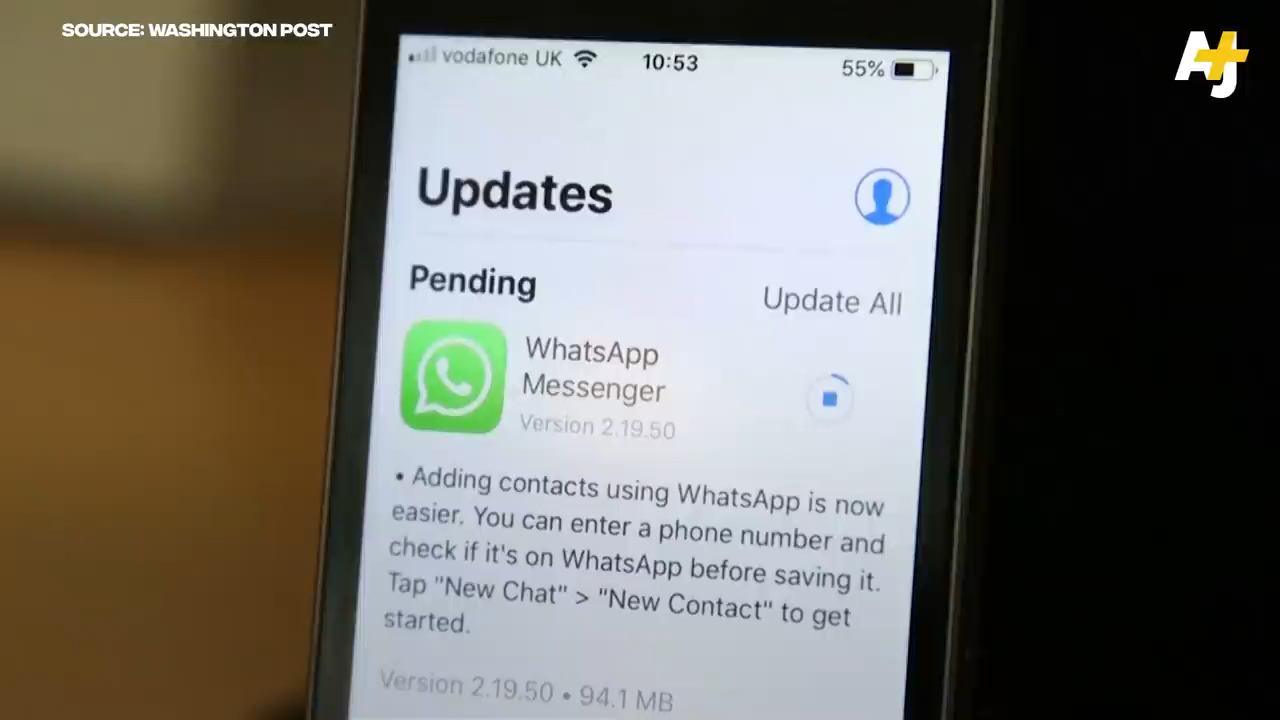 SOURCE: WASHINGTON POST
AJ+
vodafone UK 10:53 55%
Updates
Pending
Update All
WhatsApp
Messenger
Version 2.19.50
• Adding contacts using WhatsApp is now
easier. You can enter a phone number and
check if it's on WhatsApp before saving it.
Tap "New Chat" > "New Contact" to get
started.
Version 2.19.50 • 94.1 MB